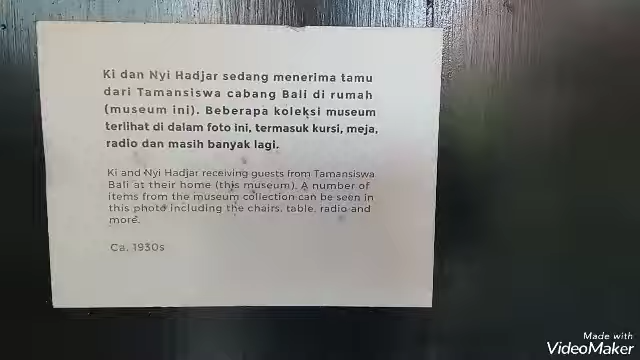 Ki dan Nyi Hadjar sedang menerima tamu
dari Tamansiswa cabang Bali di rumah
(museum ini). Beberapa koleksi museum
terlihat di dalam foto ini, termasuk kursi, meja,
radio dan masih banyak lagi.
Ki and Nyi Hadjar receiving guests from Tamansiswa
Bali at their home (this museum). A number of
items from the museum collection can be seen in
this photo including the chairs, table, radio and
more.
Ca. 1930s
Made with
VideoMaker